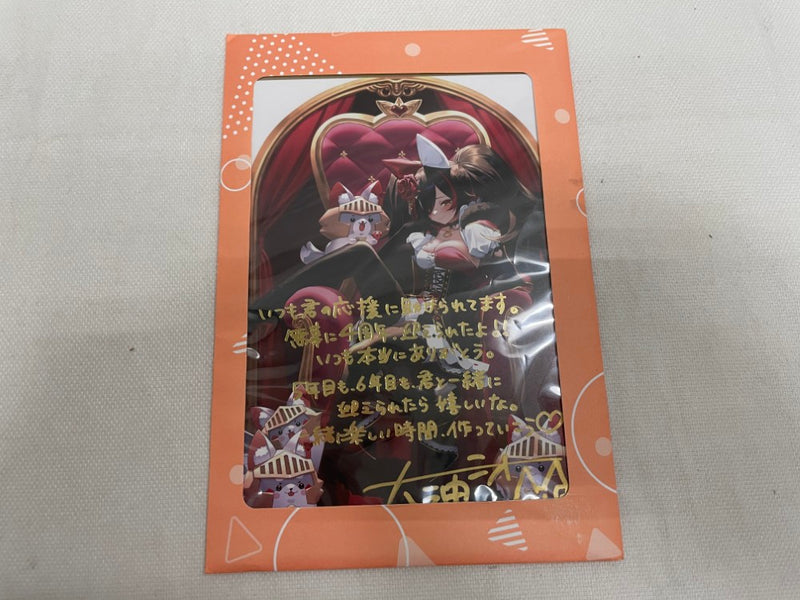 いつも君の応援に助けられてます。
無事に4周年、迎えられたよ!!
いつも本当にありがとう。
5年目も、6年目も、君と一緒に
迎えられたら嬉しいな。
一緒に楽しい時間、作っていこ〜♡
大神ミオ